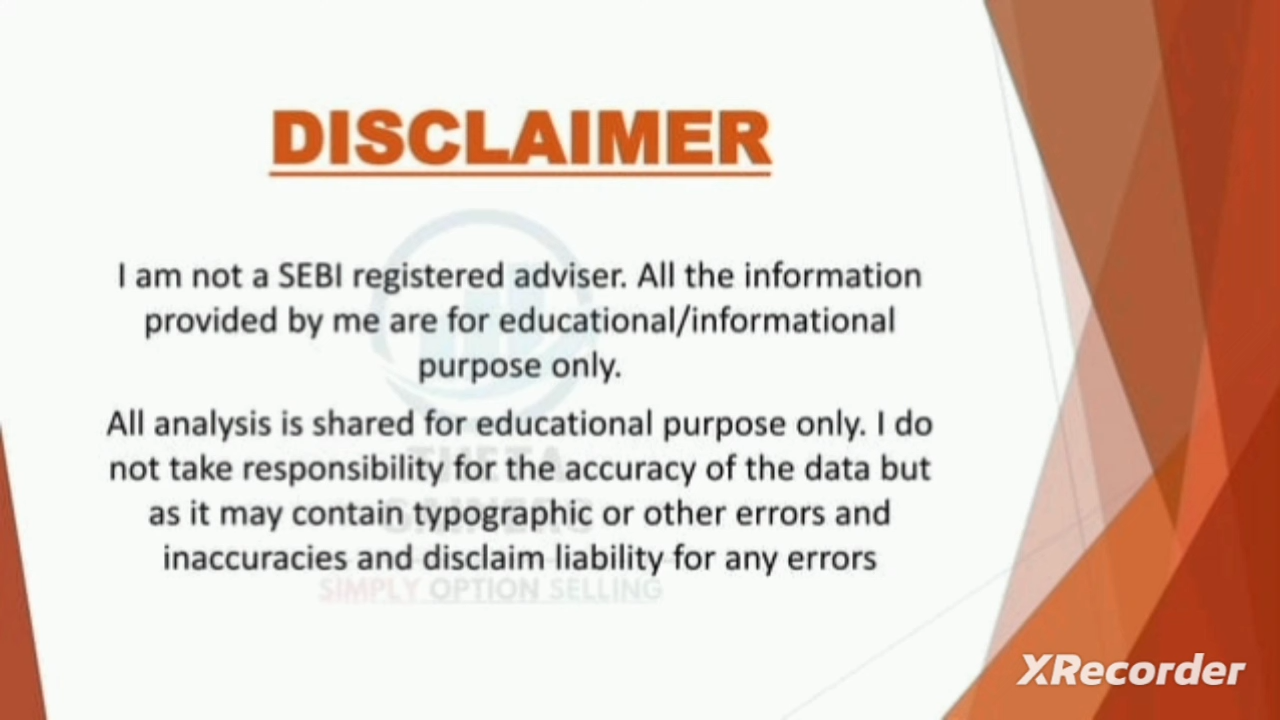 DISCLAIMER
I am not a SEBI registered adviser. All the information
provided by me are for educational/informational
purpose only.
All analysis is shared for educational purpose only. I do
not take responsibility for the accuracy of the data but
as it may contain typographic or other errors and
inaccuracies and disclaim liability for any errors
SIMPLY OPTION SELLING
XRecorder